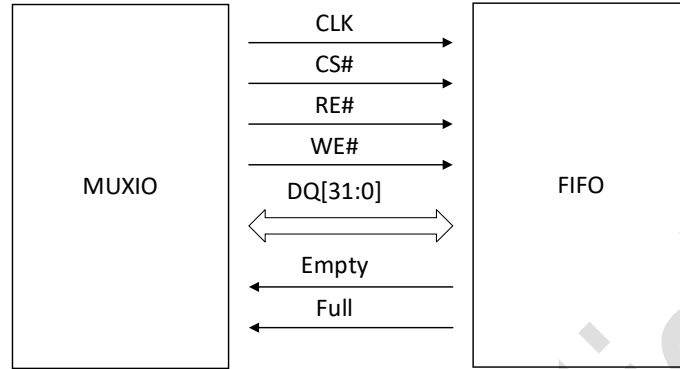 CLK
CS#
RE#
WE#
MUXIO
DQ[31:0]
FIFO
Empty
Full